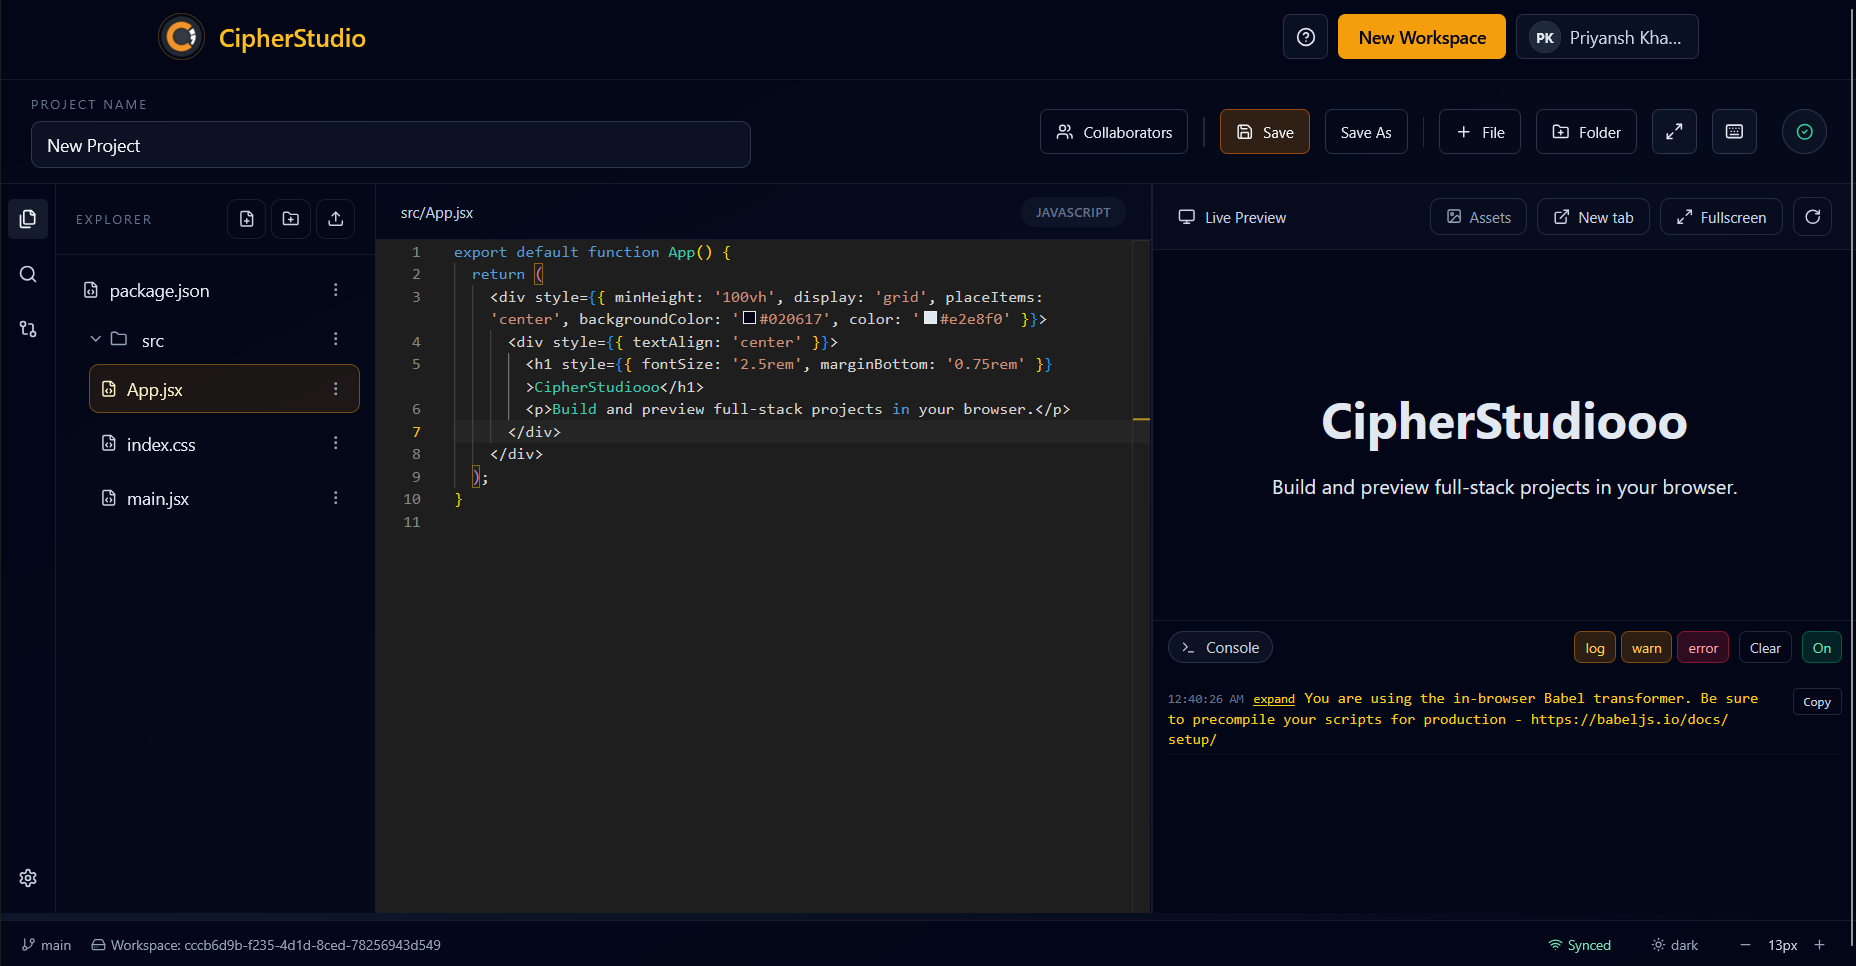 CipherStudio
New Workspace
PK
Priyansh Kha...
PROJECT NAME
New Project
Collaborators
Save
Save As
File
Folder
EXPLORER
package.json
src
App.jsx
index.css
main.jsx
src/App.jsx
JAVASCRIPT
1 export default function App() {
2 return (
3 <div style={{ minHeight: '100vh', display: 'grid', placeItems:
'center', backgroundColor: '#020617', color: '#e2e8f0' }}>
4 <div style={{ textAlign: 'center' }}>
5 <h1 style={{ fontSize: '2.5rem', marginBottom: '0.75rem' }}
>CipherStudiooo</h1>
6 <p>Build and preview full-stack projects in your browser.</p>
7 </div>
8 </div>
9 );
10 }
11
Live Preview
Assets
New tab
Fullscreen
CipherStudiooo
Build and preview full-stack projects in your browser.
Console
log
warn
error
Clear
On
12:40:26 AM expand You are using the in-browser Babel transformer. Be sure
to precompile your scripts for production - https://babeljs.io/docs/
setup/
Copy
main
Workspace: cccb6d9b-f235-4d1d-8ced-78256943d549
Synced
dark
13px